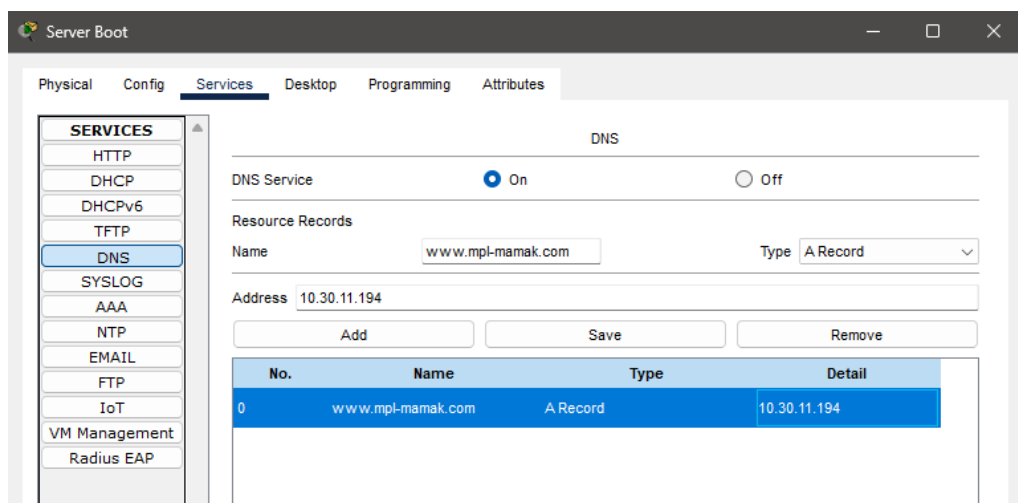 Server Boot
Physical Config Services Desktop Programming Attributes
SERVICES
HTTP
DHCP
DHCPv6
TFTP
DNS
SYSLOG
AAA
NTP
EMAIL
FTP
IoT
VM Management
Radius EAP
DNS
DNS Service On Off
Resource Records
Name www.mpl-mamak.com Type A Record
Address 10.30.11.194
Add Save Remove
No. Name Type Detail
0 www.mpl-mamak.com A Record 10.30.11.194